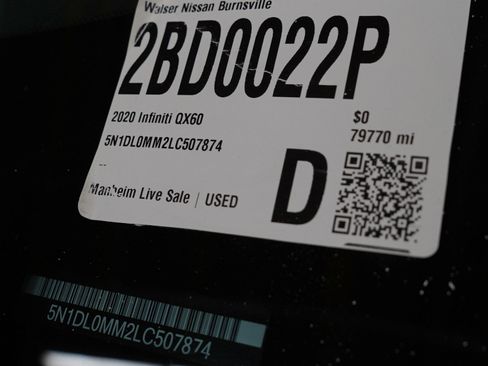 Walser Nissan Burnsville
2BD0022P
2020 Infiniti QX60
$0
5N1DL0MM2LC507874
79770 mi
--
Manheim Live Sale | USED
D
5N1DL0MM2LC507874